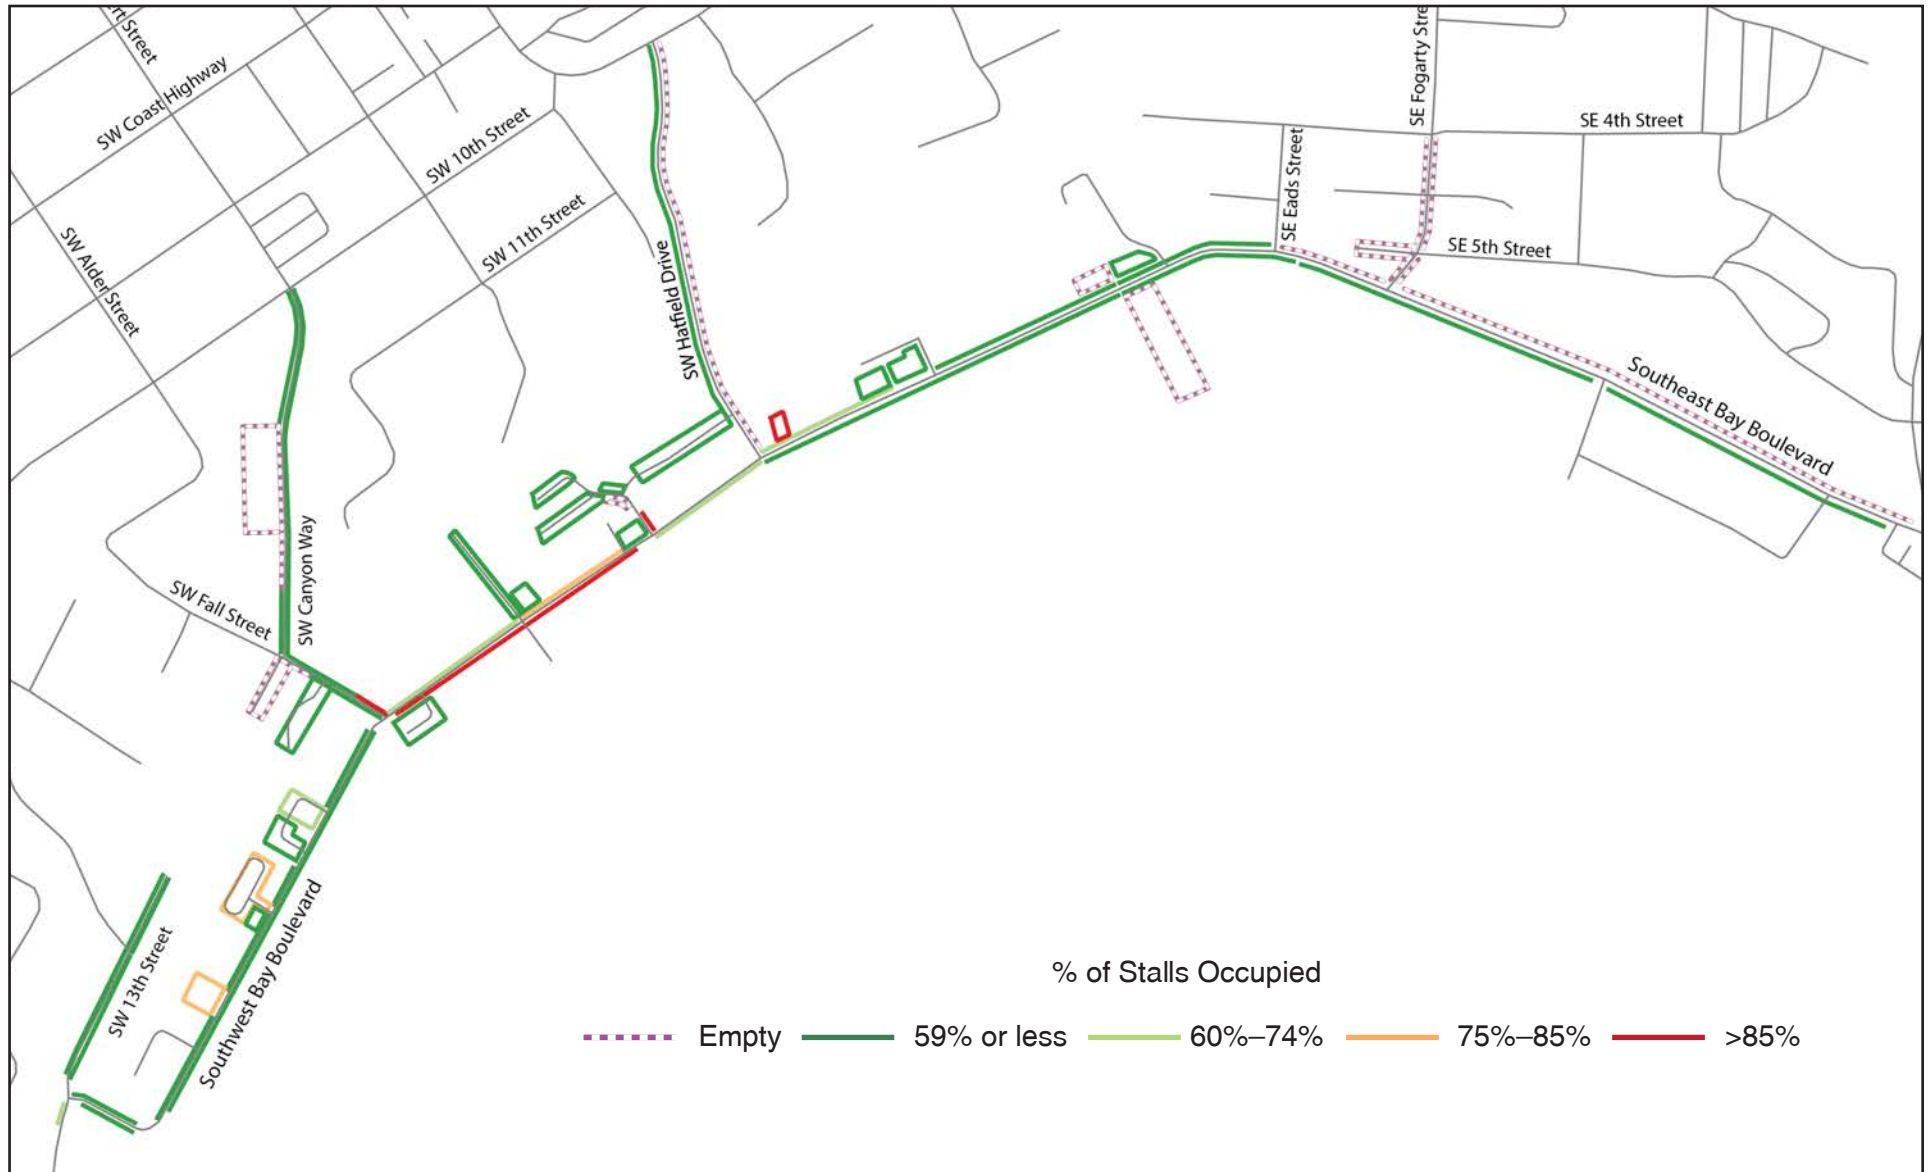 rt Street
SW Coast Highway
SW 10th Street
SW 11th Street
SW Alder Street
SW Hatfield Drive
SE Eads Street
SE Fogarty Stre
SE 4th Street
SE 5th Street
Southeast Bay Boulevard
SW Canyon Way
SW Fall Street
SW 13th Street
Southwest Bay Boulevard
% of Stalls Occupied
Empty 59% or less 60%–74% 75%–85% >85%